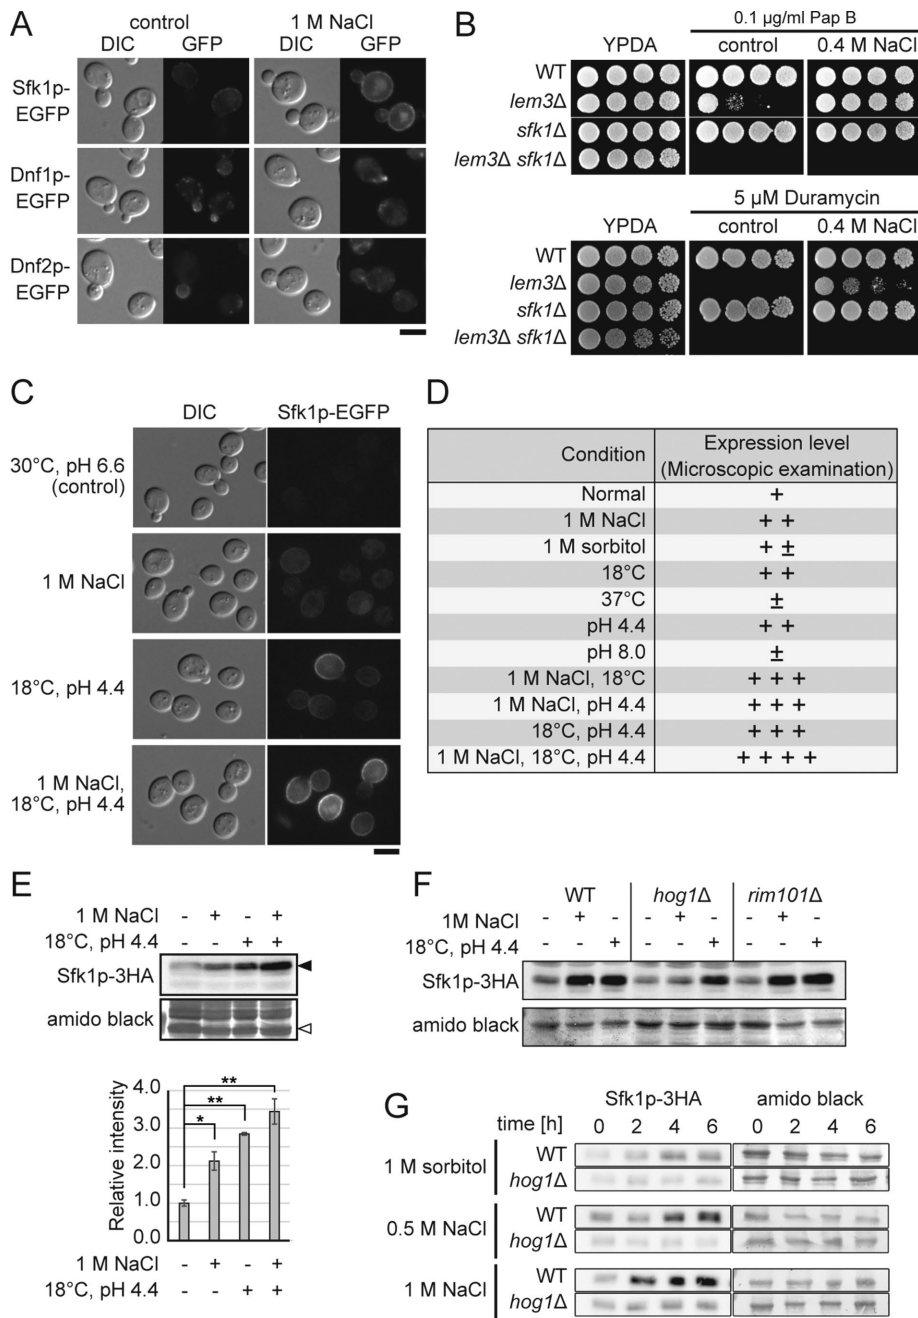 A
control
1 M NaCl
DIC GFP DIC GFP
Sfk1p-
EGFP
Dnf1p-
EGFP
Dnf2p-
EGFP
B
0.1 µg/ml Pap B
YPDA control 0.4 M NaCl
WT
lem3Δ
sfk1Δ
lem3Δ sfk1Δ
5 µM Duramycin
YPDA control 0.4 M NaCl
WT
lem3Δ
sfk1Δ
lem3Δ sfk1Δ
C
DIC Sfk1p-EGFP
30°C, pH 6.6
(control)
1 M NaCl
18°C, pH 4.4
1 M NaCl,
18°C, pH 4.4
D
Condition Expression level
(Microscopic examination)
Normal +
1 M NaCl + +
1 M sorbitol + ±
18°C + +
37°C ±
pH 4.4 + +
pH 8.0 ±
1 M NaCl, 18°C + + +
1 M NaCl, pH 4.4 + + +
18°C, pH 4.4 + + +
1 M NaCl, 18°C, pH 4.4 + + + +
E
1 M NaCl - + - +
18°C, pH 4.4 - - + +
Sfk1p-3HA
amido black
Relative intensity
4.0
3.0
2.0
1.0
0.0
**
**
*
1 M NaCl - + - +
18°C, pH 4.4 - - + +
F
WT hog1Δ rim101Δ
1M NaCl - + - - + - - + -
18°C, pH 4.4 - - + - - + - - +
Sfk1p-3HA
amido black
G
Sfk1p-3HA amido black
time [h] 0 2 4 6 0 2 4 6
1 M sorbitol
WT
hog1Δ
0.5 M NaCl
WT
hog1Δ
1 M NaCl
WT
hog1Δ